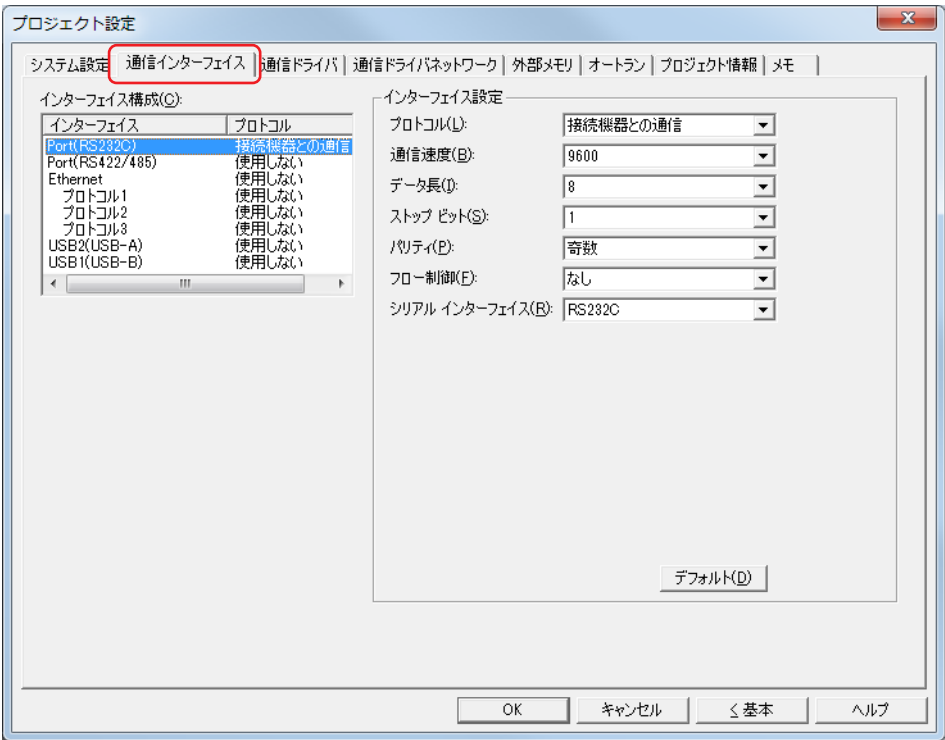 プロジェクト設定
システム設定 通信インターフェイス 通信ドライバ 通信ドライバネットワーク 外部メモリ オートラン プロジェクト情報 メモ
インターフェイス構成(C):
インターフェイス プロトコル
Port(RS232C) 接続機器との通信
Port(RS422/485) 使用しない
Ethernet 使用しない
プロトコル1 使用しない
プロトコル2 使用しない
プロトコル3 使用しない
USB2(USB-A) 使用しない
USB1(USB-B) 使用しない
インターフェイス設定
プロトコル(L): 接続機器との通信
通信速度(B): 9600
データ長(I): 8
ストップ ビット(S): 1
パリティ(P): 奇数
フロー制御(F): なし
シリアル インターフェイス(R): RS232C
デフォルト(D)
OK キャンセル < 基本 ヘルプ